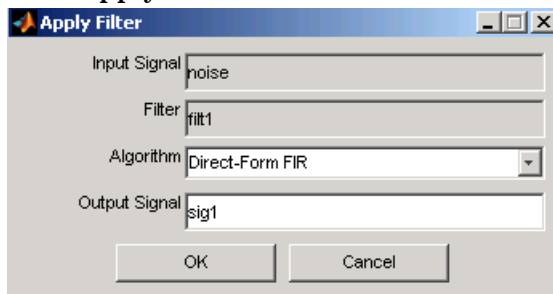 Apply Filter
Input Signal noise
Filter filt1
Algorithm Direct-Form FIR
Output Signal sig1
OK Cancel